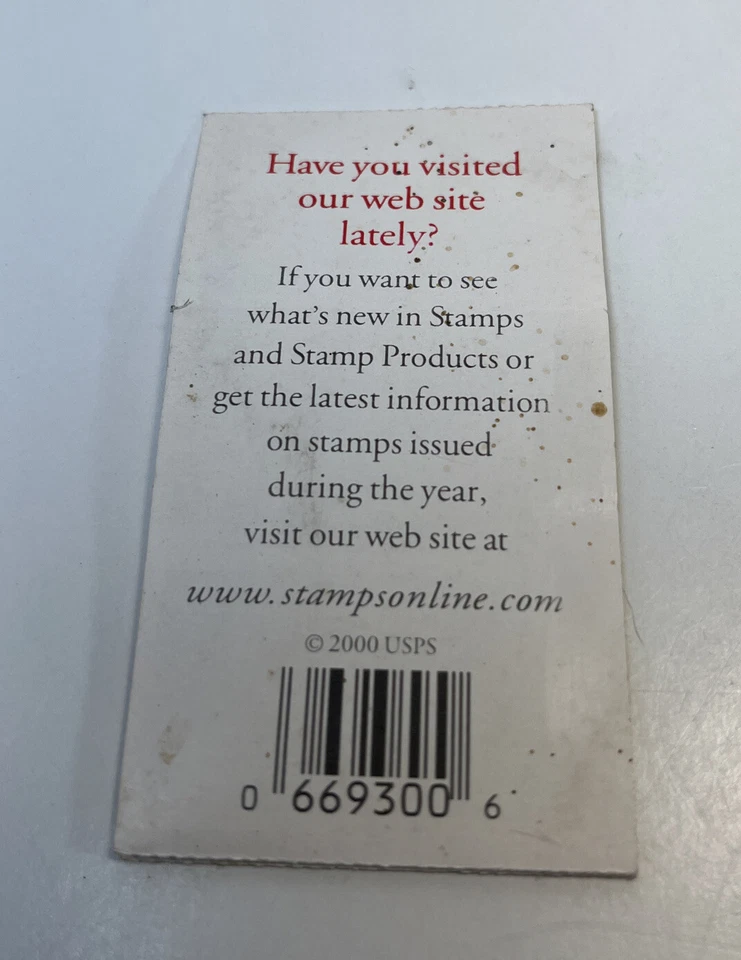 Have you visited
our web site
lately?
If you want to see
what's new in Stamps
and Stamp Products or
get the latest information
on stamps issued
during the year,
visit our web site at
www.stampsonline.com
© 2000 USPS
0 669300 6